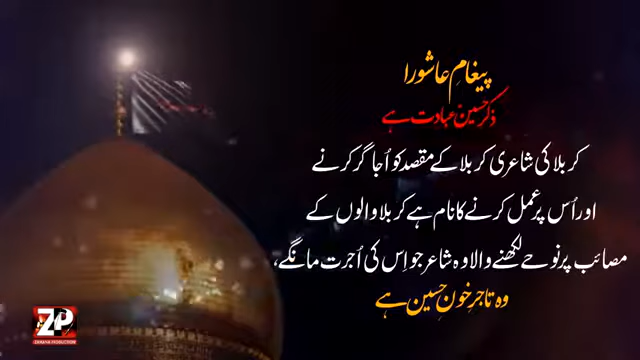 پیغامِ عاشورا
ذکرِ حسینؑ عبادت ہے
کربلا کی شاعری کربلا کے مقصد کو اُجاگر کرنے
اور اُس پر عمل کرنے کا نام ہے کربلا والوں کے
مصائب پر نوحے لکھنے والا وہ شاعر جو اِس کی اُجرت مانگے،
وہ تاجرِ خونِ حسینؑ ہے
ZP
ZAHARA PRODUCTION